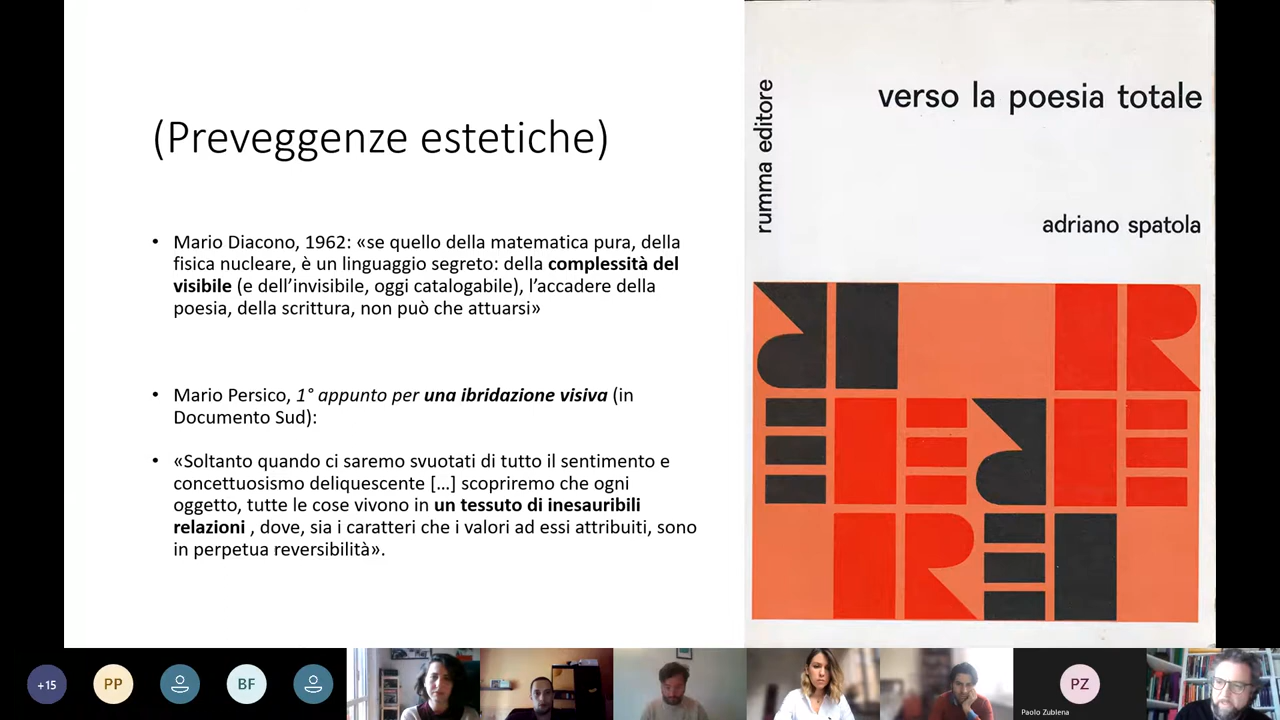 (Preveggenze estetiche)
• Mario Diacono, 1962: «se quello della matematica pura, della
fisica nucleare, è un linguaggio segreto: della complessità del
visibile (e dell’invisibile, oggi catalogabile), l’accadere della
poesia, della scrittura, non può che attuarsi»
• Mario Persico, 1° appunto per una ibridazione visiva (in
Documento Sud):
• «Soltanto quando ci saremo svuotati di tutto il sentimento e
concettuosismo deliquescente […] scopriremo che ogni
oggetto, tutte le cose vivono in un tessuto di inesauribili
relazioni , dove, sia i caratteri che i valori ad essi attribuiti, sono
in perpetua reversibilità».
rumma editore
verso la poesia totale
adriano spatola
+15
PP
BF
PZ
Paolo Zublena